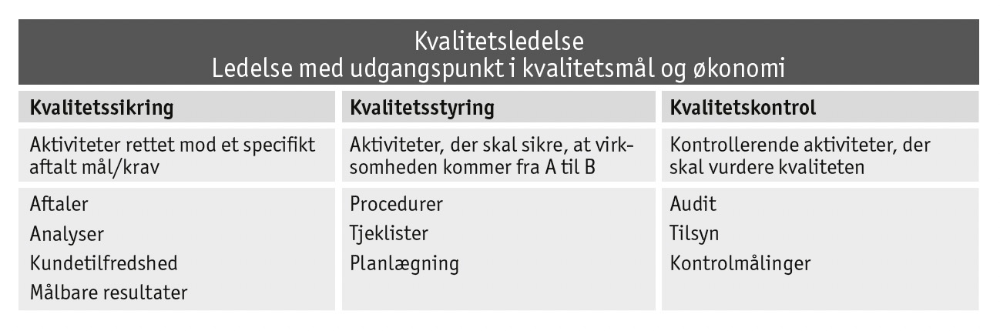 Kvalitetsledelse
Ledelse med udgangspunkt i kvalitetsmål og økonomi
Kvalitetssikring
Kvalitetsstyring
Kvalitetskontrol
Aktiviteter rettet mod et specifikt
aftalt mål/krav
Aktiviteter, der skal sikre, at virk-
somheden kommer fra A til B
Kontrollerende aktiviteter, der
skal vurdere kvaliteten
Aftaler
Analyser
Kundetilfredshed
Målbare resultater
Procedurer
Tjeklister
Planlægning
Audit
Tilsyn
Kontrolmålinger